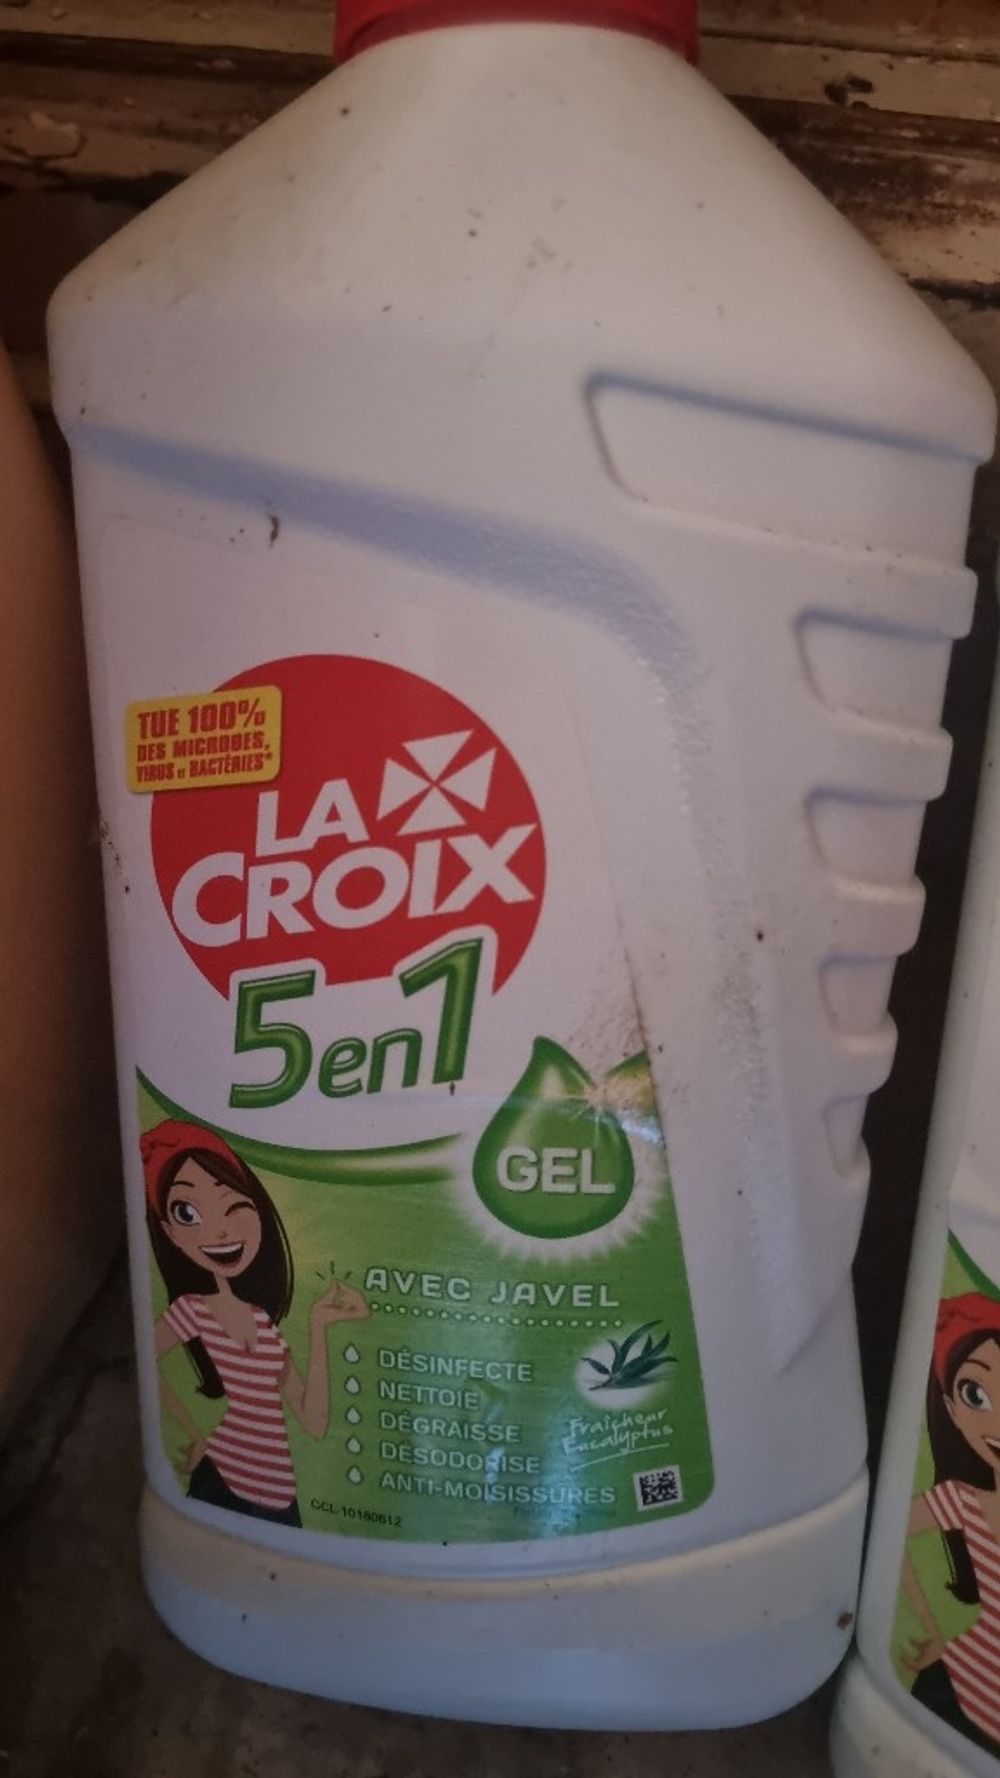 TUE 100%
DES MICROBES,
VIRUS ET BACTÉRIES*
LA
CROIX
5en1
GEL
AVEC JAVEL
DÉSINFECTE
NETTOIE
DÉGRAISSE
DÉSODORISE
ANTI-MOISISSURES
Fraîcheur
Eucalyptus